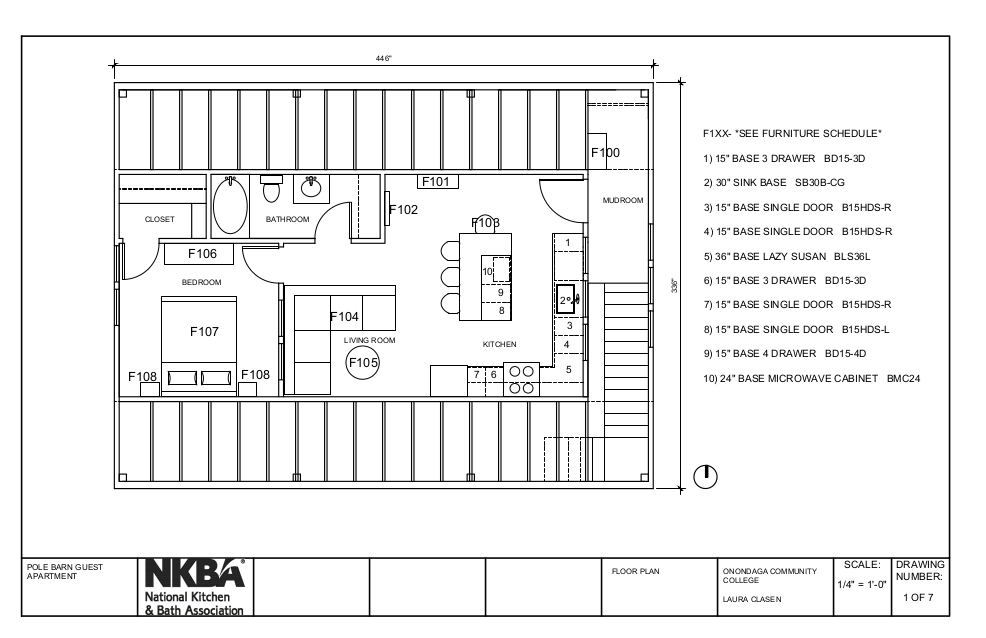 446"
F1XX- *SEE FURNITURE SCHEDULE*
1) 15" BASE 3 DRAWER BD15-3D
2) 30" SINK BASE SB30B-CG
3) 15" BASE SINGLE DOOR B15HDS-R
4) 15" BASE SINGLE DOOR B15HDS-R
5) 36" BASE LAZY SUSAN BLS36L
6) 15" BASE 3 DRAWER BD15-3D
7) 15" BASE SINGLE DOOR B15HDS-R
8) 15" BASE SINGLE DOOR B15HDS-L
9) 15" BASE 4 DRAWER BD15-4D
10) 24" BASE MICROWAVE CABINET BMC24
F100
F101
MUDROOM
F102
CLOSET
BATHROOM
F103
1
F106
10
BEDROOM
336"
9
2
8
F104
3
F107
LIVING ROOM
KITCHEN
4
F105
5
F108
F108
7
6
POLE BARN GUEST
APARTMENT
NKBA®
National Kitchen
& Bath Association
FLOOR PLAN
ONONDAGA COMMUNITY
COLLEGE
LAURA CLASEN
SCALE:
1/4" = 1'-0"
DRAWING
NUMBER:
1 OF 7